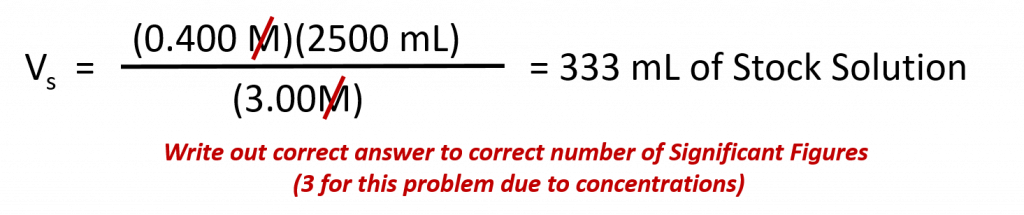 (0.400 M)(2500 mL)
Vs = = 333 mL of Stock Solution
(3.00M)
Write out correct answer to correct number of Significant Figures
(3 for this problem due to concentrations)